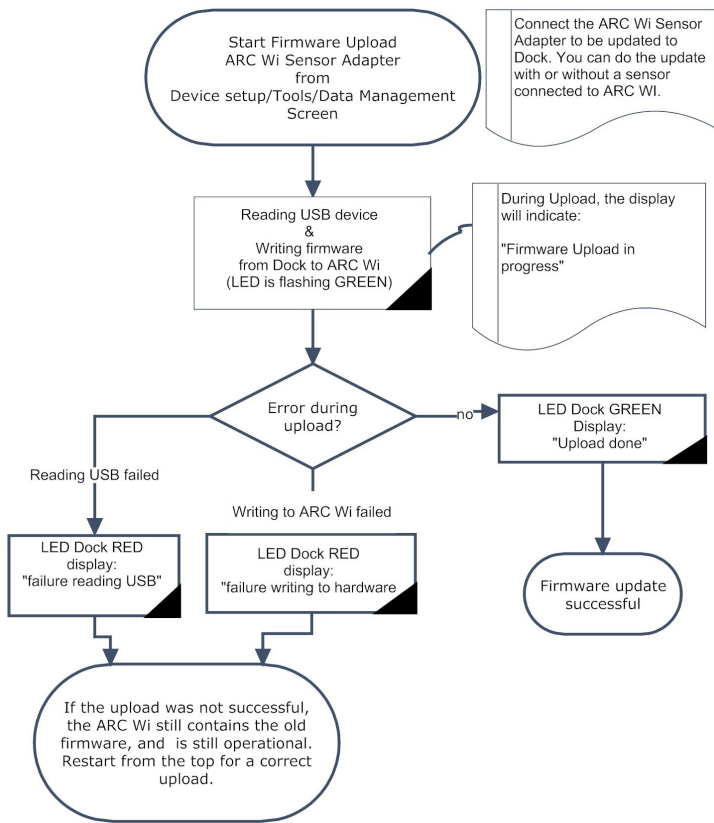 Start Firmware Upload
ARC Wi Sensor Adapter
from
Device setup/Tools/Data Management
Screen
Connect the ARC Wi Sensor
Adapter to be updated to
Dock. You can do the update
with or without a sensor
connected to ARC WI.
Reading USB device
&
Writing firmware
from Dock to ARC Wi
(LED is flashing GREEN)
During Upload, the display
will indicate:
"Firmware Upload in
progress"
Error during
upload?
no
LED Dock GREEN
Display:
"Upload done"
Reading USB failed
Writing to ARC Wi failed
LED Dock RED
display:
"failure reading USB"
LED Dock RED
display:
"failure writing to hardware
Firmware update
successful
If the upload was not successful,
the ARC Wi still contains the old
firmware, and  is still operational.
Restart from the top for a correct
upload.